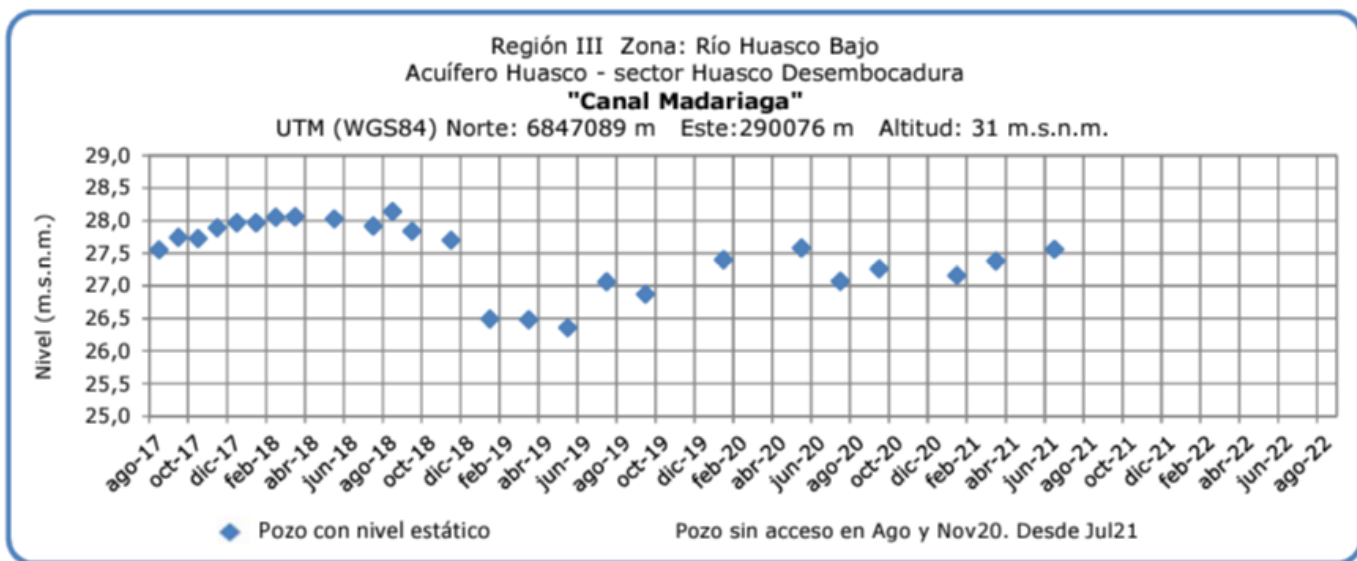 Región III Zona: Río Huasco Bajo
Acuífero Huasco - sector Huasco Desembocadura
"Canal Madariaga"
UTM (WGS84) Norte: 6847089 m Este:290076 m Altitud: 31 m.s.n.m.
Nivel (m.s.n.m.)
29,0
28,5
28,0
27,5
27,0
26,5
26,0
25,5
25,0
ago-17
oct-17
dic-17
feb-18
abr-18
jun-18
ago-18
oct-18
dic-18
feb-19
abr-19
jun-19
ago-19
oct-19
dic-19
feb-20
abr-20
jun-20
ago-20
oct-20
dic-20
feb-21
abr-21
jun-21
ago-21
oct-21
dic-21
feb-22
abr-22
jun-22
ago-22
Pozo con nivel estático
Pozo sin acceso en Ago y Nov20. Desde Jul21